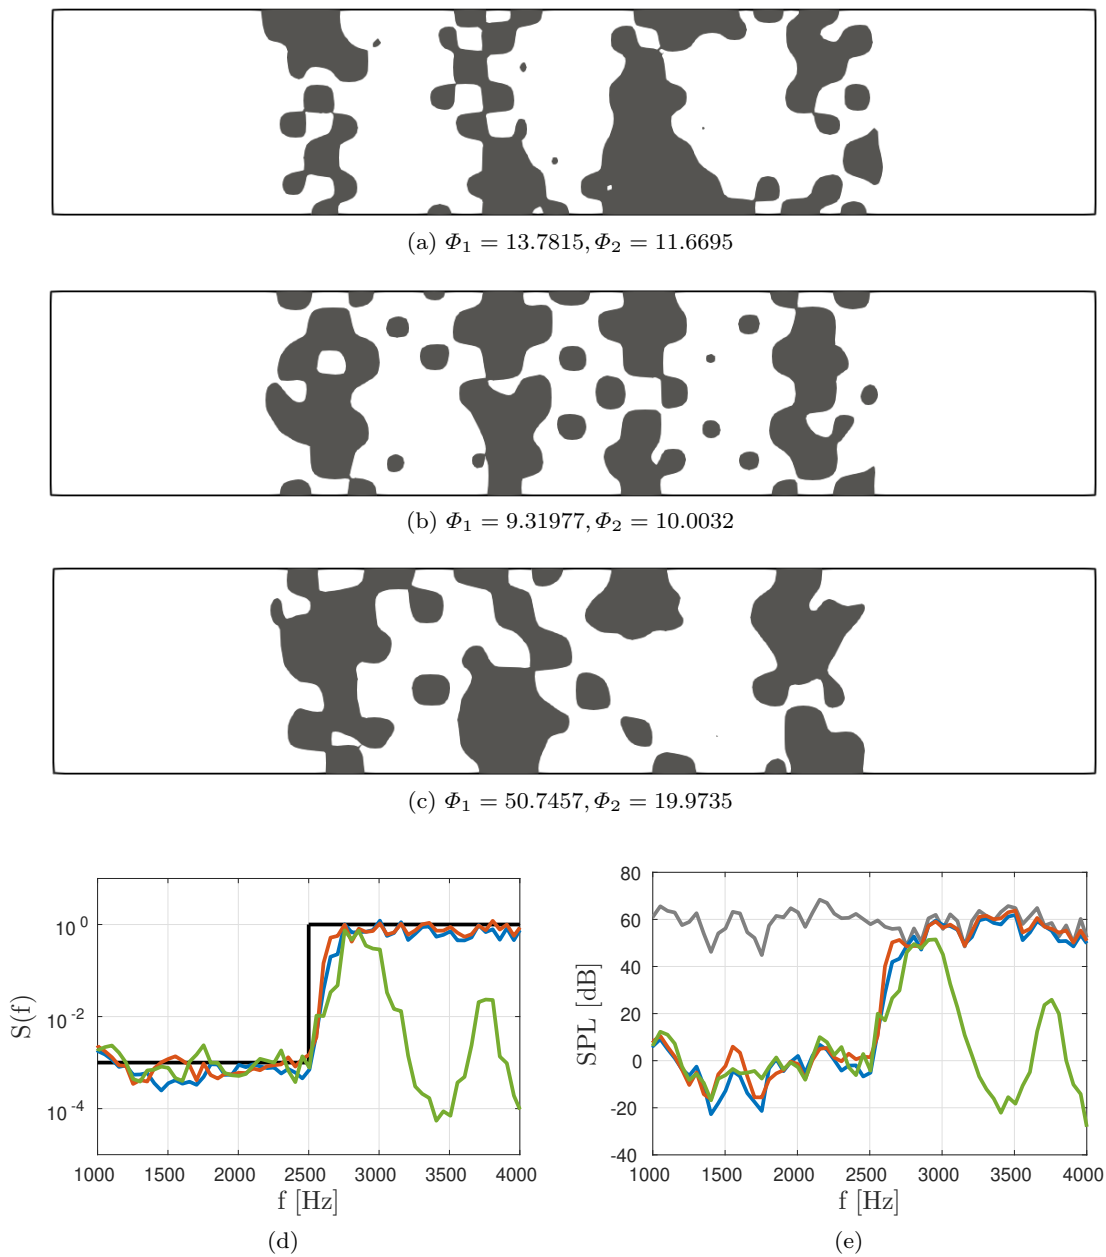 (a) Φ₁ = 13.7815, Φ₂ = 11.6695
(b) Φ₁ = 9.31977, Φ₂ = 10.0032
(c) Φ₁ = 50.7457, Φ₂ = 19.9735
S(f)
10⁰
10⁻²
10⁻⁴
1000 1500 2000 2500 3000 3500 4000
f [Hz]
(d)
SPL [dB]
80
60
40
20
0
-20
-40
1000 1500 2000 2500 3000 3500 4000
f [Hz]
(e)